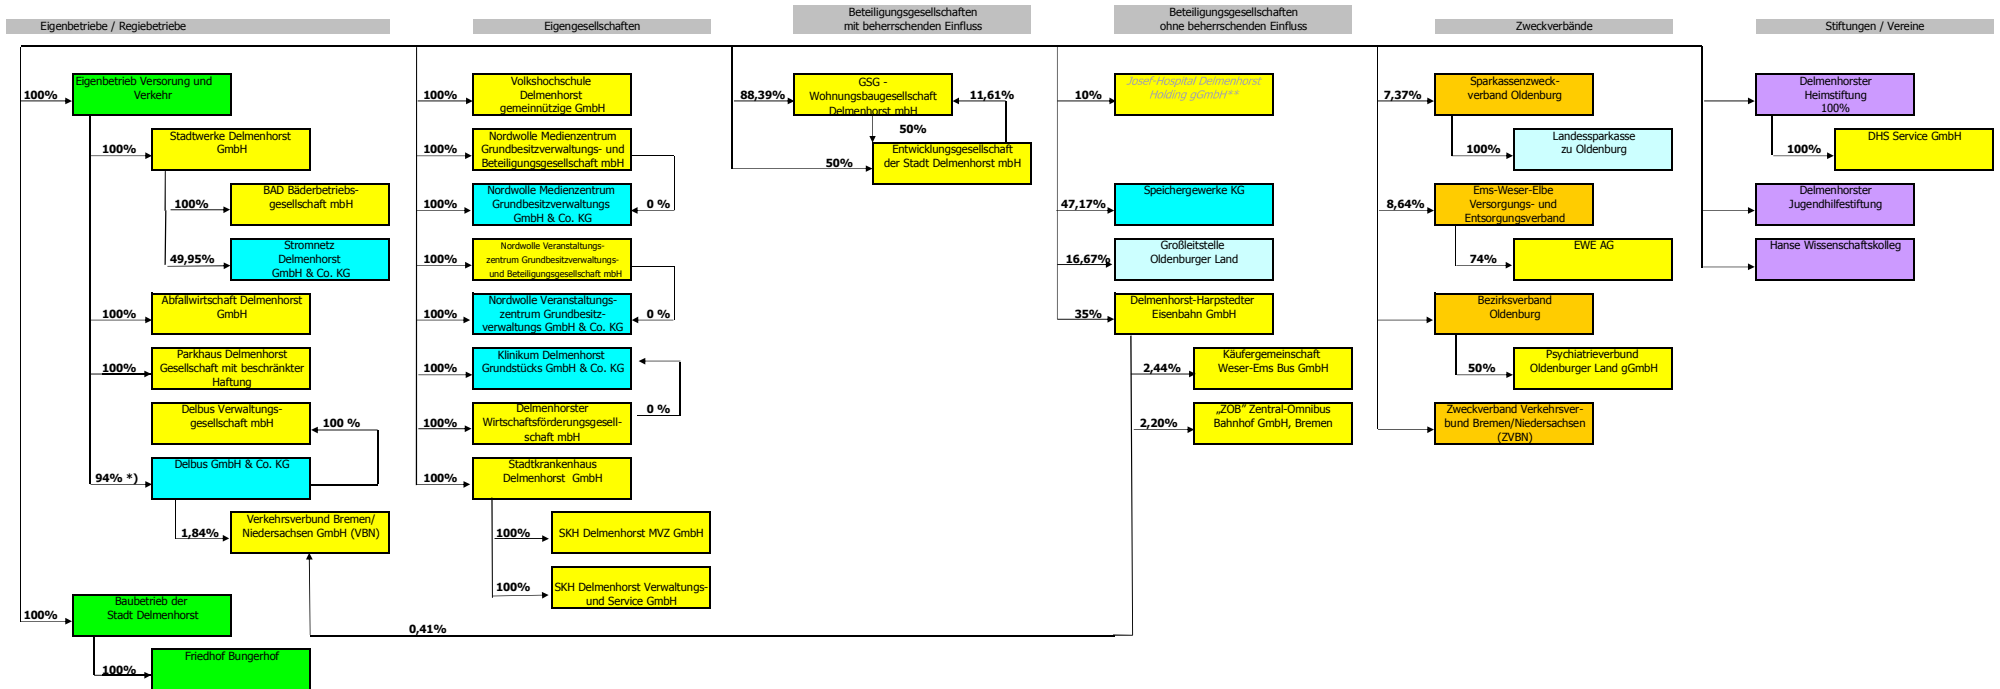 Eigenbetriebe / Regiebetriebe
Eigengesellschaften
Beteiligungsgesellschaften
mit beherrschenden Einfluss
Beteiligungsgesellschaften
ohne beherrschenden Einfluss
Zweckverbände
Stiftungen / Vereine
100%
Eigenbetrieb Versorung und
Verkehr
100%
Stadtwerke Delmenhorst
GmbH
100%
BAD Bäderbetriebs-
gesellschaft mbH
49,95%
Stromnetz
Delmenhorst
GmbH & Co. KG
100%
Abfallwirtschaft Delmenhorst
GmbH
100%
Parkhaus Delmenhorst
Gesellschaft mit beschränkter
Haftung
Delbus Verwaltungs-
gesellschaft mbH
100 %
94% *)
Delbus GmbH & Co. KG
1,84%
Verkehrsverbund Bremen/
Niedersachsen GmbH (VBN)
100%
Baubetrieb der
Stadt Delmenhorst
100%
Friedhof Bungerhof
100%
Volkshochschule
Delmenhorst
gemeinnützige GmbH
100%
Nordwolle Medienzentrum
Grundbesitzverwaltungs- und
Beteiligungsgesellschaft mbH
100%
Nordwolle Medienzentrum
Grundbesitzverwaltungs
GmbH & Co. KG
0 %
100%
Nordwolle Veranstaltungs-
zentrum Grundbesitzverwaltungs-
und Beteiligungsgesellschaft mbH
100%
Nordwolle Veranstaltungs-
zentrum Grundbesitz-
verwaltungs GmbH & Co. KG
0 %
100%
Klinikum Delmenhorst
Grundstücks GmbH & Co. KG
100%
Delmenhorster
Wirtschaftsförderungsgesell-
schaft mbH
0 %
100%
Stadtkrankenhaus
Delmenhorst GmbH
100%
SKH Delmenhorst MVZ GmbH
100%
SKH Delmenhorst Verwaltungs-
und Service GmbH
0,41%
88,39%
GSG -
Wohnungsbaugesellschaft
Delmenhorst mbH
11,61%
50%
50%
Entwicklungsgesellschaft
der Stadt Delmenhorst mbH
10%
Josef-Hospital Delmenhorst
Holding gGmbH**
47,17%
Speichergewerke KG
16,67%
Großleitstelle
Oldenburger Land
35%
Delmenhorst-Harpstedter
Eisenbahn GmbH
2,44%
Käufergemeinschaft
Weser-Ems Bus GmbH
2,20%
„ZOB" Zentral-Omnibus
Bahnhof GmbH, Bremen
7,37%
Sparkassenzweck-
verband Oldenburg
100%
Landessparkasse
zu Oldenburg
8,64%
Ems-Weser-Elbe
Versorgungs- und
Entsorgungsverband
74%
EWE AG
Bezirksverband
Oldenburg
50%
Psychiatrieverbund
Oldenburger Land gGmbH
Zweckverband Verkehrsver-
bund Bremen/Niedersachsen
(ZVBN)
Delmenhorster
Heimstiftung
100%
100%
DHS Service GmbH
Delmenhorster
Jugendhilfestiftung
Hanse Wissenschaftskolleg